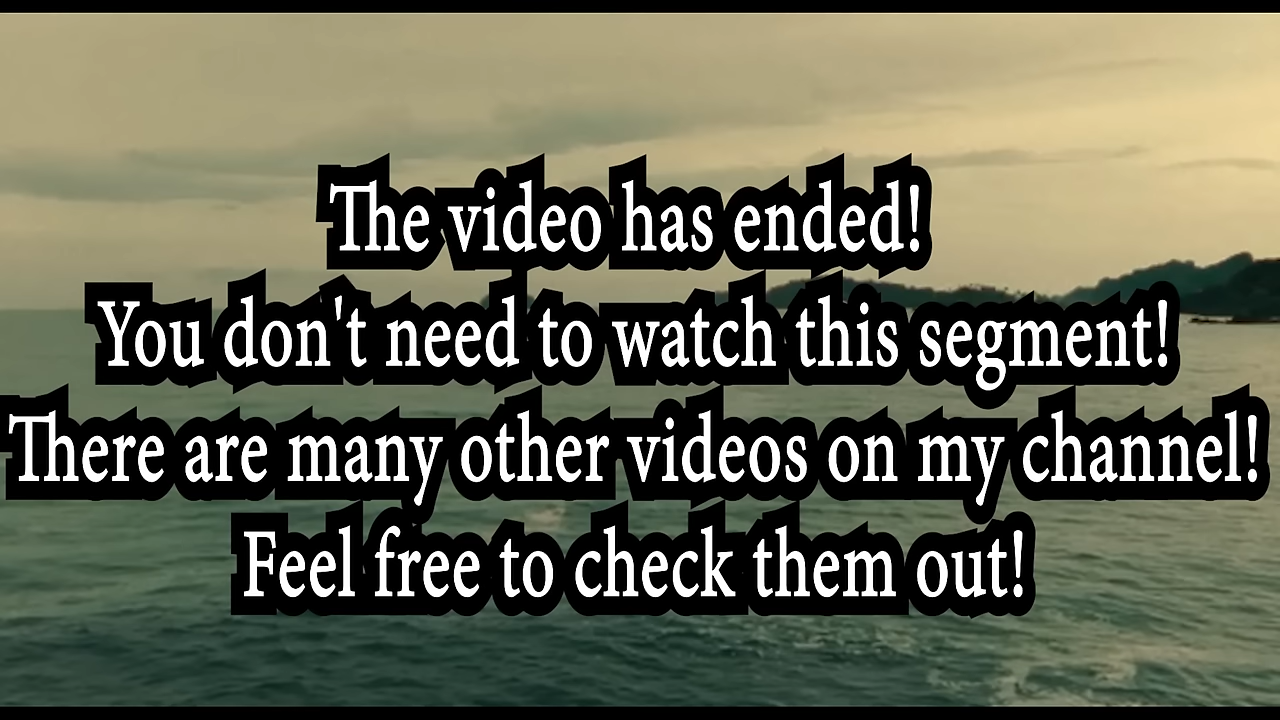 The video has ended!
You don't need to watch this segment!
There are many other videos on my channel!
Feel free to check them out!